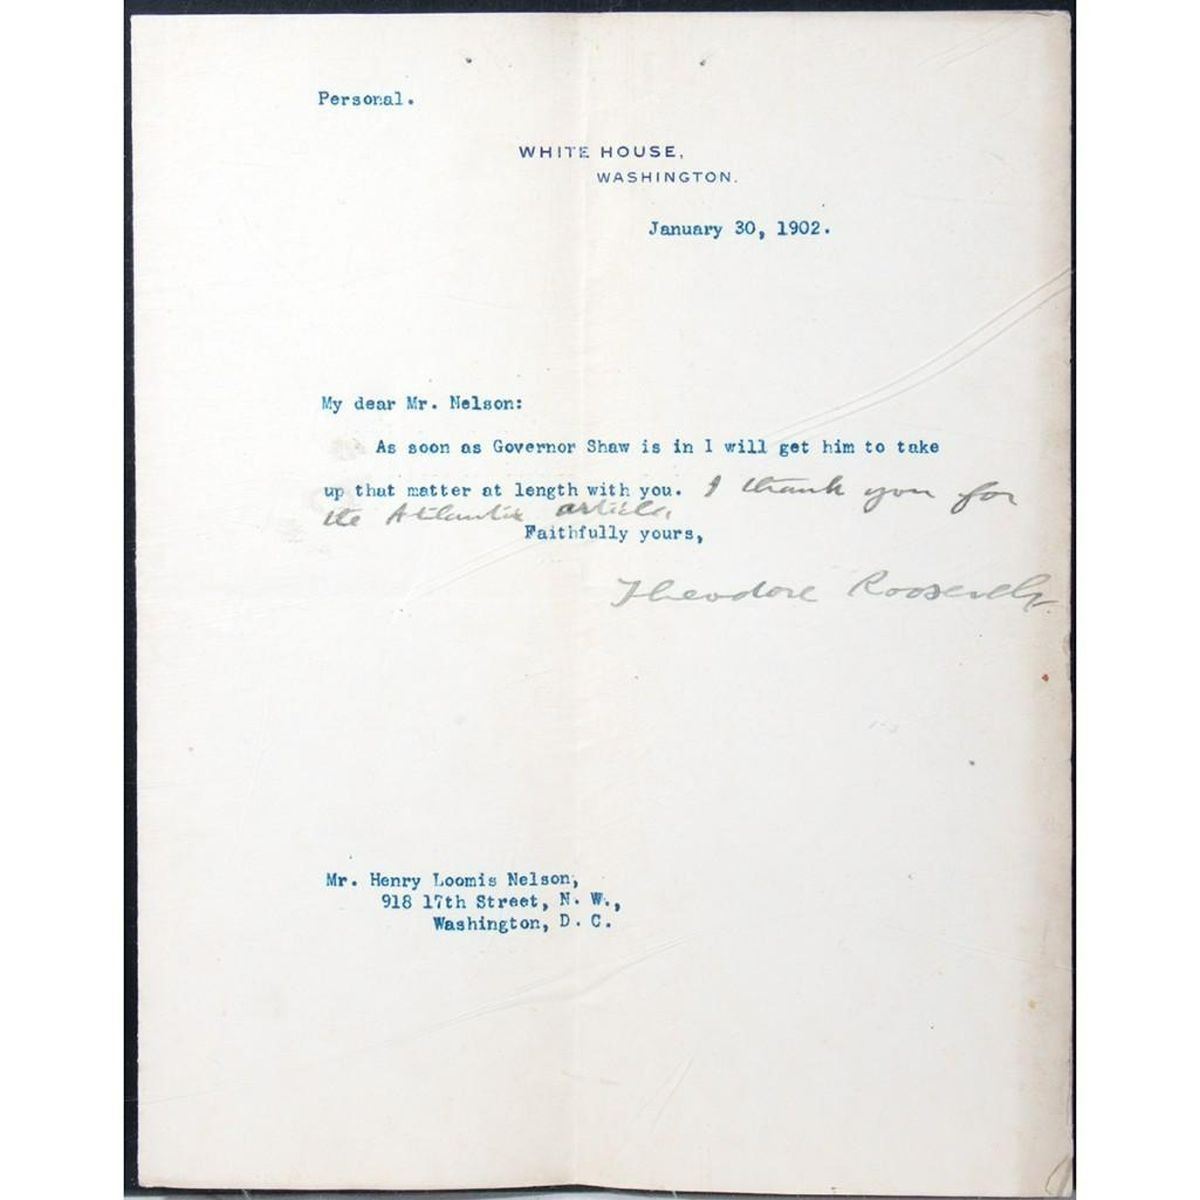 Personal.
WHITE HOUSE,
WASHINGTON.
January 30, 1902.
My dear Mr. Nelson:
As soon as Governor Shaw is in I will get him to take
up that matter at length with you. I thank you for
the Atlantic article.
Faithfully yours,
Theodore Roosevelt
Mr. Henry Loomis Nelson,
918 17th Street, N. W.,
Washington, D. C.